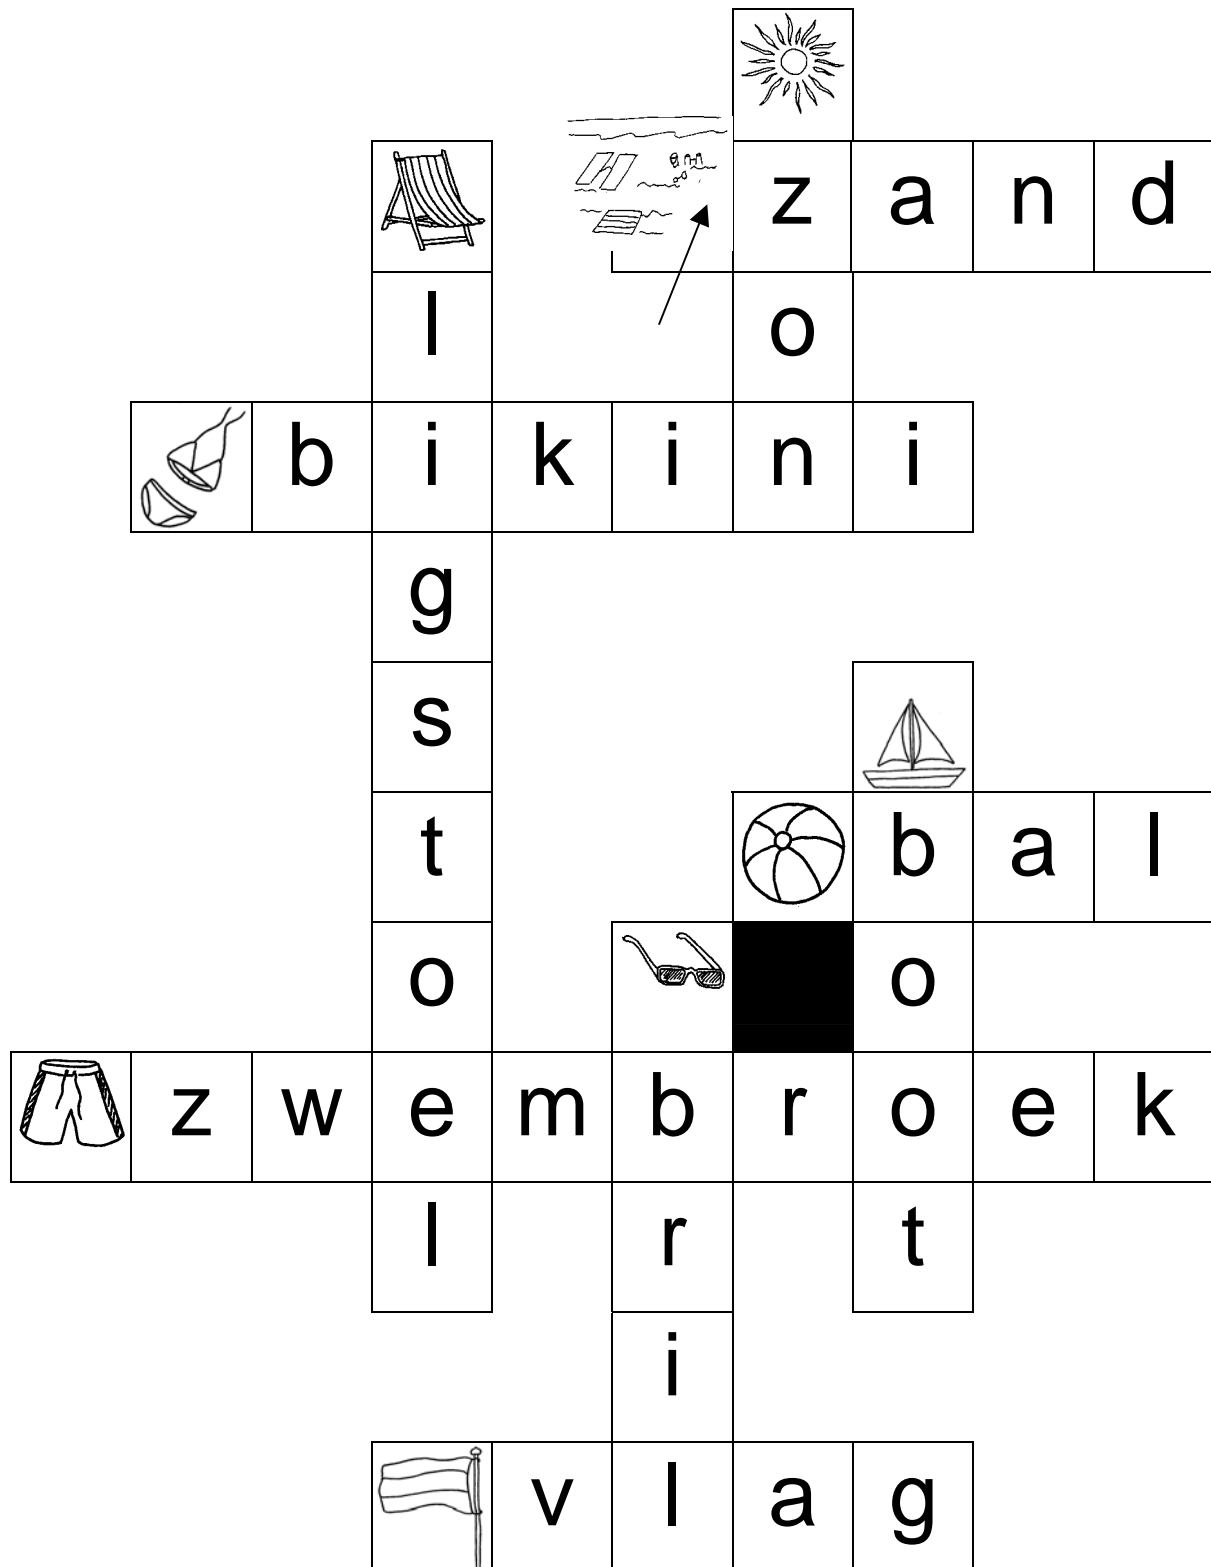 z a n d
l o
b i k i n i
g
s
t b a l
o o
z w e m b r o e k
l r t
i
v l a g